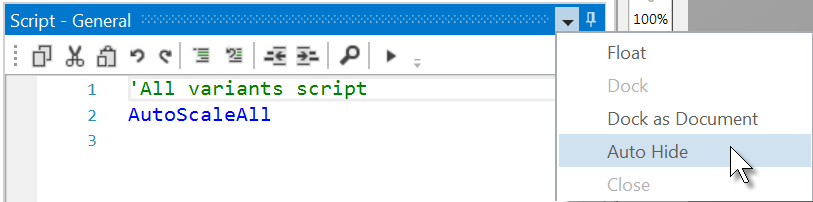 Script - General
100%
1 'All variants script
2 AutoScaleAll
3
Float
Dock
Dock as Document
Auto Hide
Close